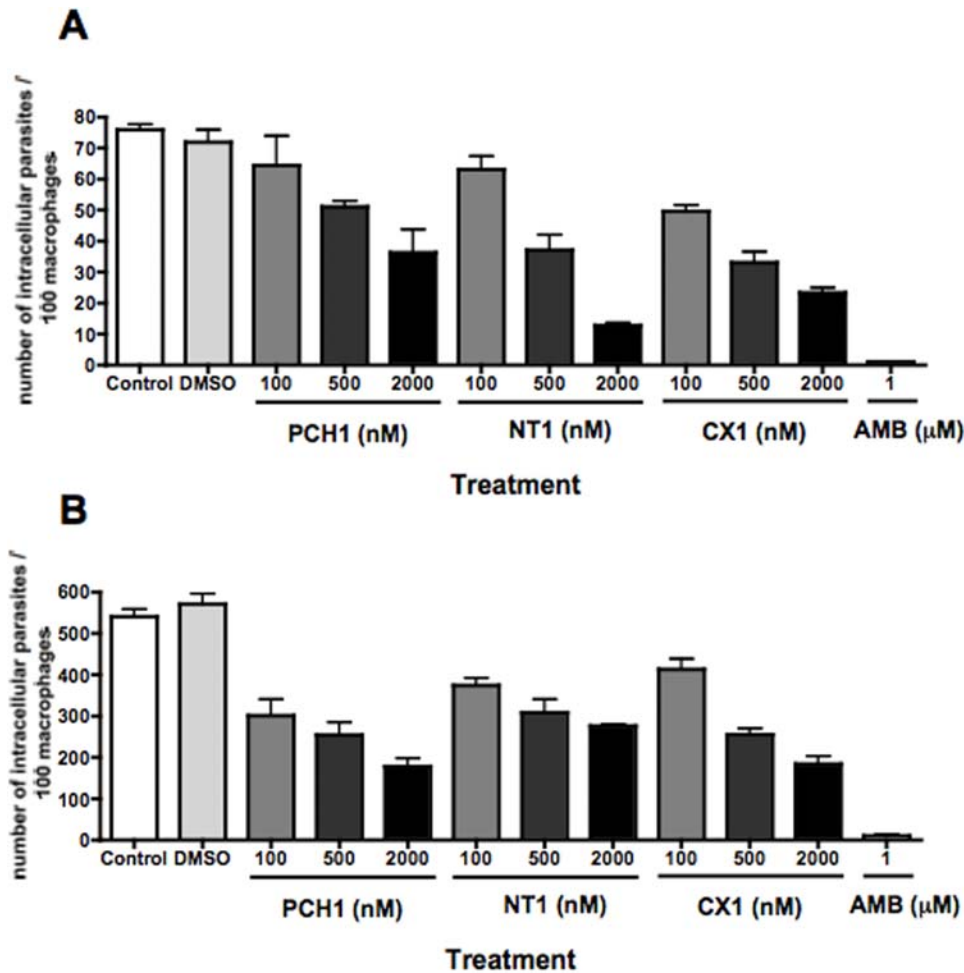 A
number of intracellular parasites /
100 macrophages
80
70
60
50
40
30
20
10
0
Control DMSO 100 500 2000 100 500 2000 100 500 2000 1
PCH1 (nM) NT1 (nM) CX1 (nM) AMB (μM)
Treatment
B
number of intracellular parasites /
100 macrophages
600
500
400
300
200
100
0
Control DMSO 100 500 2000 100 500 2000 100 500 2000 1
PCH1 (nM) NT1 (nM) CX1 (nM) AMB (μM)
Treatment